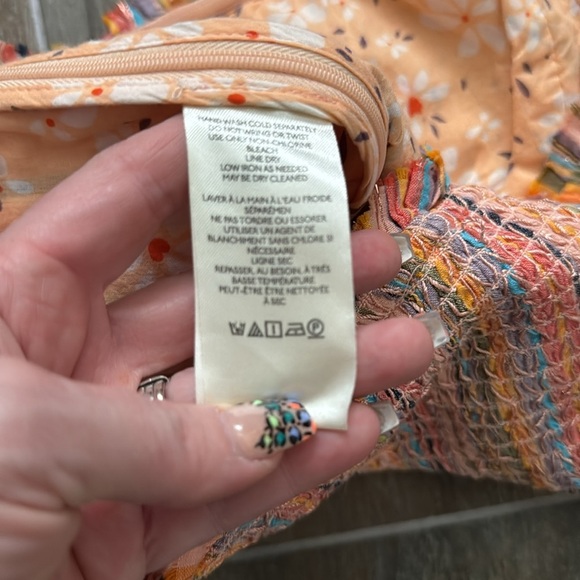 HAND WASH COLD SEPARATELY
DO NOT WRING OR TWIST
USE ONLY NON-CHLORINE
BLEACH
LINE DRY
LOW IRON AS NEEDED
MAY BE DRY CLEANED
LAVER À LA MAIN À L'EAU FROIDE
SÉPARÉMEN
NE PAS TORDRE OU ESSORER
UTILISER UN AGENT DE
BLANCHIMENT SANS CHLORE SI
NÉCESSAIRE
LIGNE SEC
REPASSER, AU BESOIN, À TRÈS
BASSE TEMPÉRATURE
PEUT-ÊTRE ÊTRE NETTOYÉE
À SEC